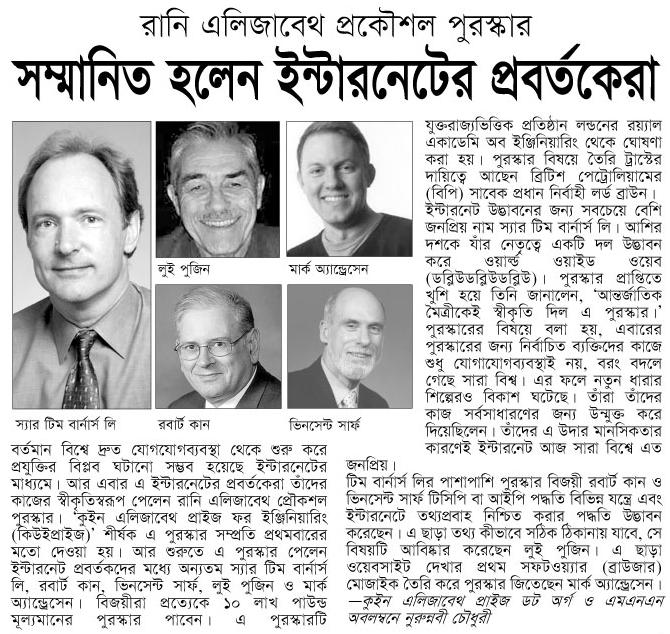 রানি এলিজাবেথ প্রকৌশল পুরস্কার
সম্মানিত হলেন ইন্টারনেটের প্রবর্তকেরা
স্যার টিম বার্নার্স লি
লুই পুজিন
মার্ক অ্যান্ড্রেসেন
রবার্ট কান
ভিনসেন্ট সার্ফ
বর্তমান বিশ্বে দ্রুত যোগযোগব্যবস্থা থেকে শুরু করে
প্রযুক্তির বিপ্লব ঘটানো সম্ভব হয়েছে ইন্টারনেটের
মাধ্যমে। আর এবার এ ইন্টারনেটের প্রবর্তকেরা তাঁদের
কাজের স্বীকৃতিস্বরূপ পেলেন রানি এলিজাবেথ প্রৌকশল
পুরস্কার। ‘কুইন এলিজাবেথ প্রাইজ ফর ইঞ্জিনিয়ারিং
(কিউইপ্রাইজ)’ শীর্ষক এ পুরস্কার সম্প্রতি প্রথমবারের
মতো দেওয়া হয়। আর শুরুতে এ পুরস্কার পেলেন
ইন্টারনেট প্রবর্তকদের মধ্যে অন্যতম স্যার টিম বার্নার্স
লি, রবার্ট কান, ভিনসেন্ট সার্ফ, লুই পুজিন ও মার্ক
অ্যান্ড্রেসেন। বিজয়ীরা প্রত্যেকে ১০ লাখ পাউন্ড
মূল্যমানের পুরস্কার পাবেন। এ পুরস্কারটি
যুক্তরাজ্যভিত্তিক প্রতিষ্ঠান লন্ডনের রয়্যাল
একাডেমি অব ইঞ্জিনিয়ারিং থেকে ঘোষণা
করা হয়। পুরস্কার বিষয়ে তৈরি ট্রাস্টের
দায়িত্বে আছেন ব্রিটিশ পেট্রোলিয়ামের
(বিপি) সাবেক প্রধান নির্বাহী লর্ড ব্রাউন।
ইন্টারনেট উদ্ভাবনের জন্য সবচেয়ে বেশি
জনপ্রিয় নাম স্যার টিম বার্নার্স লি। আশির
দশকে যাঁর নেতৃত্বে একটি দল উদ্ভাবন
করে ওয়ার্ল্ড ওয়াইড ওয়েব
(ডব্লিউডব্লিউডব্লিউ)। পুরস্কার প্রাপ্তিতে
খুশি হয়ে তিনি জানালেন, ‘আন্তর্জাতিক
মৈত্রীকেই স্বীকৃতি দিল এ পুরস্কার।’
পুরস্কারের বিষয়ে বলা হয়, এবারের
পুরস্কারের জন্য নির্বাচিত ব্যক্তিদের কাজে
শুধু যোগাযোগব্যবস্থাই নয়, বরং বদলে
গেছে সারা বিশ্ব। এর ফলে নতুন ধারার
শিল্পেরও বিকাশ ঘটেছে। তাঁরা তাঁদের
কাজ সর্বসাধারণের জন্য উন্মুক্ত করে
দিয়েছিলেন। তাঁদের এ উদার মানসিকতার
কারণেই ইন্টারনেট আজ সারা বিশ্বে এত
জনপ্রিয়।
টিম বার্নার্স লির পাশাপাশি পুরস্কার বিজয়ী রবার্ট কান ও
ভিনসেন্ট সার্ফ টিসিপি বা আইপি পদ্ধতি বিভিন্ন যন্ত্রে এবং
ইন্টারনেটে তথ্যপ্রবাহ নিশ্চিত করার পদ্ধতি উদ্ভাবন
করেছেন। এ ছাড়া তথ্য কীভাবে সঠিক ঠিকানায় যাবে, সে
বিষয়টি আবিষ্কার করেছেন লুই পুজিন। এ ছাড়া
ওয়েবসাইট দেখার প্রথম সফটওয়্যার (ব্রাউজার)
মোজাইক তৈরি করে পুরস্কার জিতেছেন মার্ক অ্যান্ড্রেসেন।
—কুইন এলিজাবেথ প্রাইজ ডট অর্গ ও এমএনএন
অবলম্বনে নুরুন্নবী চৌধুরী